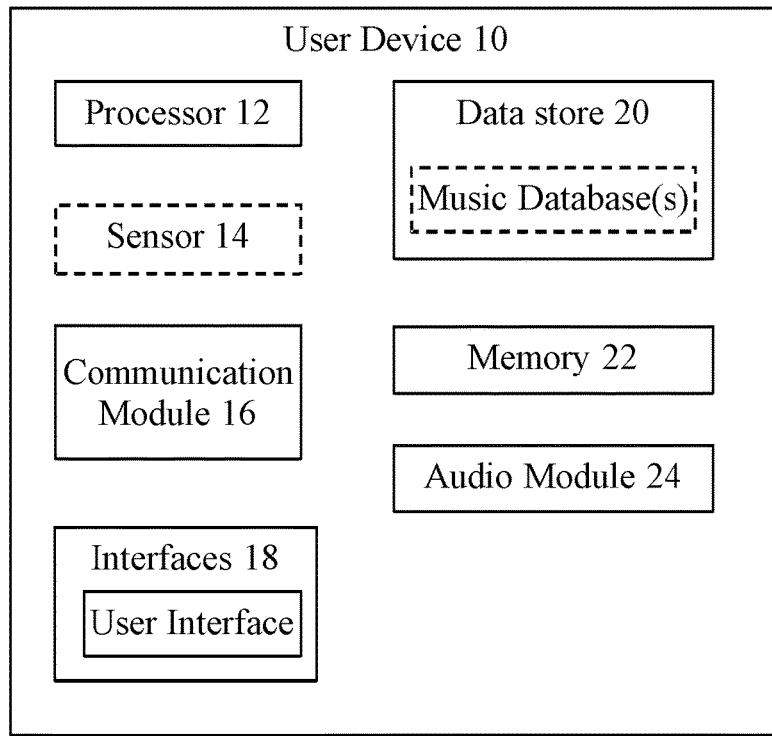 User Device 10
Processor 12
Sensor 14
Communication
Module 16
Interfaces 18
User Interface
Data store 20
Music Database(s)
Memory 22
Audio Module 24